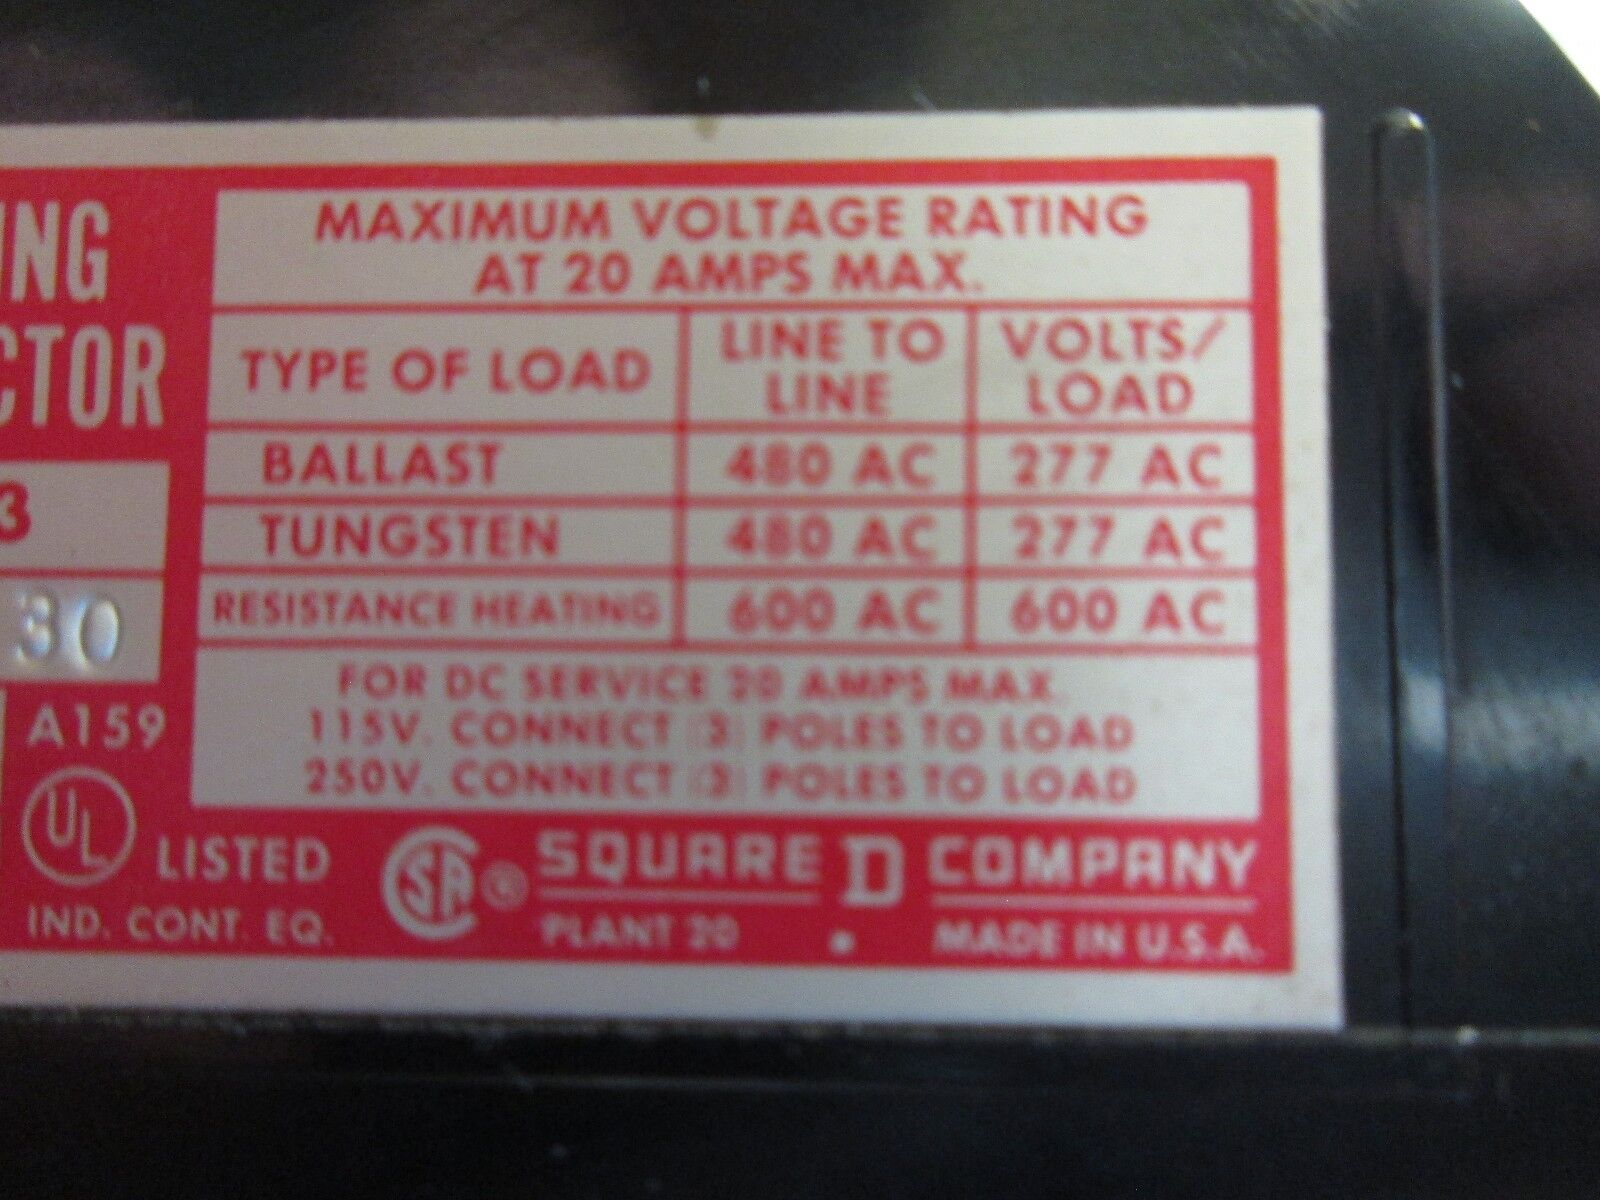 ING
CTOR
3
30
A159
UL LISTED
IND. CONT. EQ.
MAXIMUM VOLTAGE RATING
AT 20 AMPS MAX.
TYPE OF LOAD LINE TO LINE VOLTS/ LOAD
BALLAST 480 AC 277 AC
TUNGSTEN 480 AC 277 AC
RESISTANCE HEATING 600 AC 600 AC
FOR DC SERVICE 20 AMPS MAX.
115V. CONNECT (3) POLES TO LOAD
250V. CONNECT (3) POLES TO LOAD
CSA ® SQUARE D COMPANY
PLANT 20 • MADE IN U.S.A.